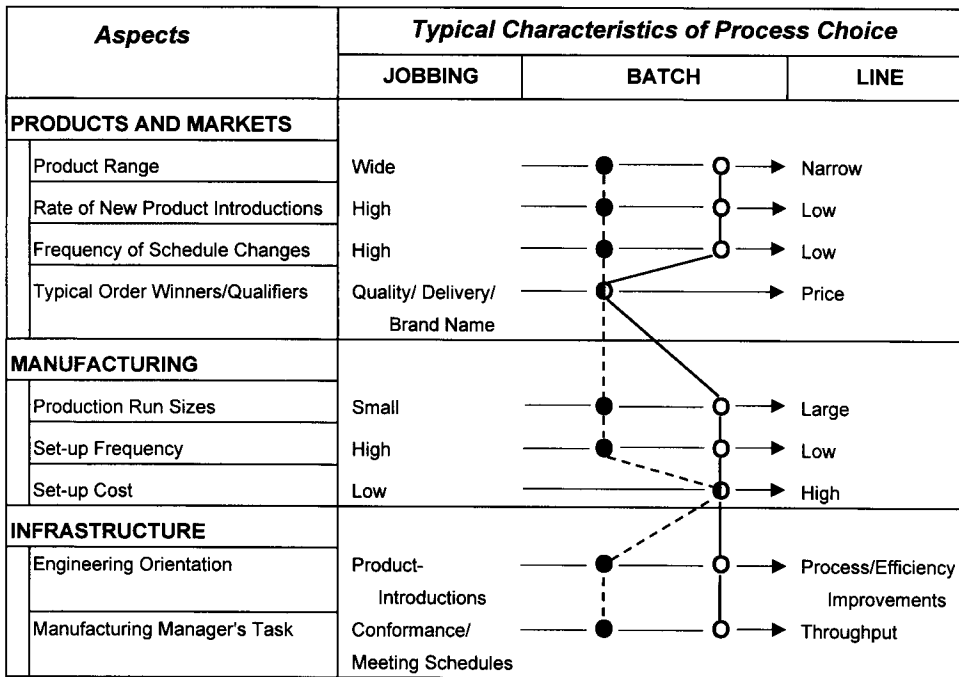 Aspects
Typical Characteristics of Process Choice
JOBBING BATCH LINE
PRODUCTS AND MARKETS
Product Range Wide Narrow
Rate of New Product Introductions High Low
Frequency of Schedule Changes High Low
Typical Order Winners/Qualifiers Quality/ Delivery/ Price
Brand Name
MANUFACTURING
Production Run Sizes Small Large
Set-up Frequency High Low
Set-up Cost Low High
INFRASTRUCTURE
Engineering Orientation Product- Process/Efficiency
Introductions Improvements
Manufacturing Manager's Task Conformance/ Throughput
Meeting Schedules